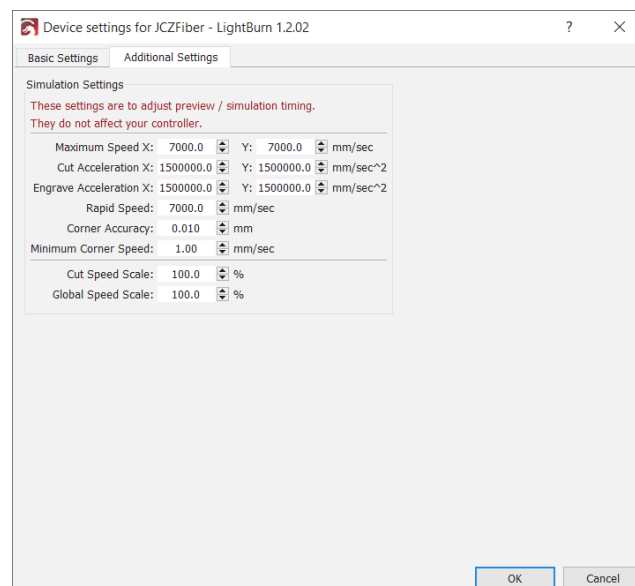 Device settings for JCZFiber - LightBurn 1.2.02 ?
Basic Settings Additional Settings
Simulation Settings
These settings are to adjust preview / simulation timing.
They do not affect your controller.
Maximum Speed X: 7000.0 Y: 7000.0 mm/sec
Cut Acceleration X: 1500000.0 Y: 1500000.0 mm/sec^2
Engrave Acceleration X: 1500000.0 Y: 1500000.0 mm/sec^2
Rapid Speed: 7000.0 mm/sec
Corner Accuracy: 0.010 mm
Minimum Corner Speed: 1.00 mm/sec
Cut Speed Scale: 100.0 %
Global Speed Scale: 100.0 %
OK Cancel